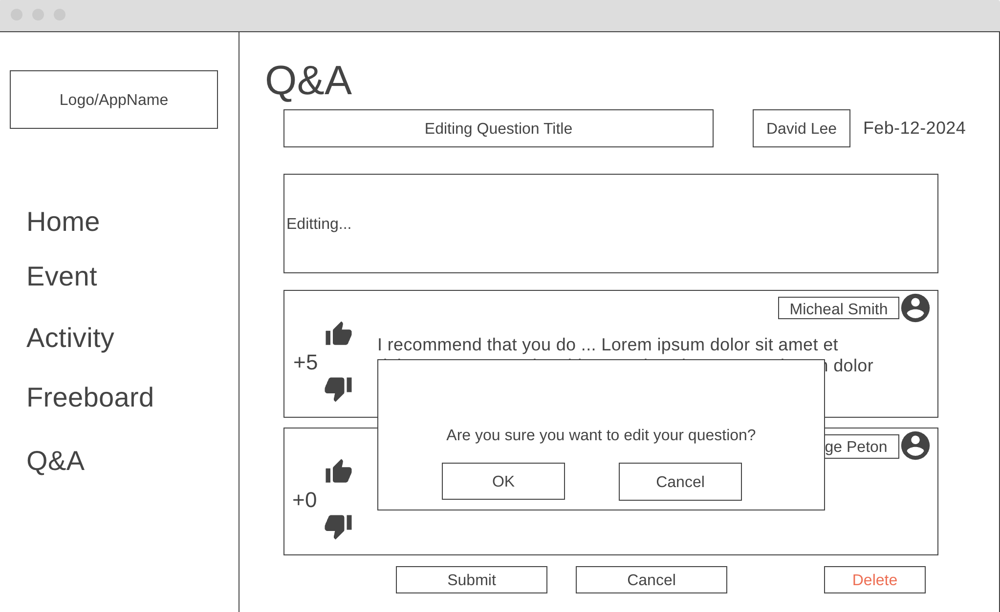 Logo/AppName
Home
Event
Activity
Freeboard
Q&A
Q&A
Editing Question Title
David Lee
Feb-12-2024
Editting...
Micheal Smith
+5
I recommend that you do ... Lorem ipsum dolor sit amet et
dolor
Are you sure you want to edit your question?
OK
Cancel
Peton
+0
Submit
Cancel
Delete